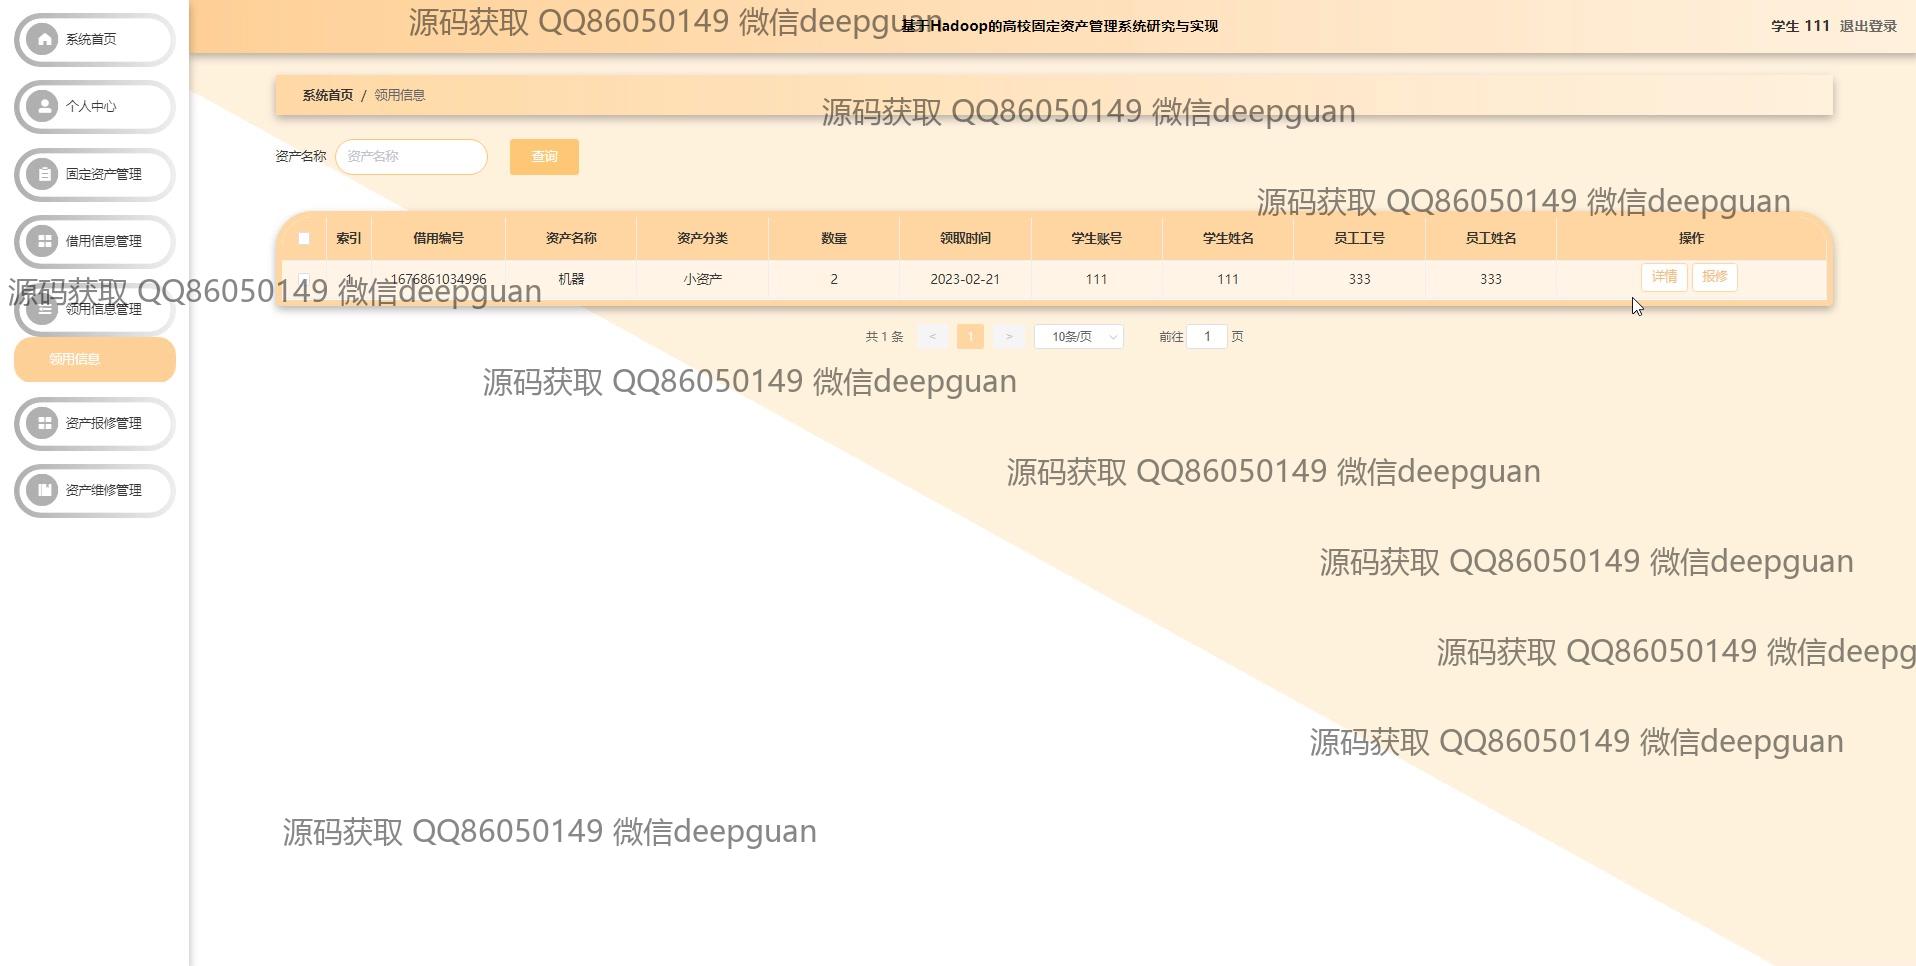 系统首页
个人中心
固定资产管理
借用信息管理
领用信息管理
领用信息
资产报修管理
资产维修管理
基于Hadoop的高校固定资产管理系统研究与实现
学生 111 退出登录
系统首页 / 领用信息
资产名称 资产名称 查询
索引 借用编号 资产名称 资产分类 数量 领取时间 学生账号 学生姓名 员工工号 员工姓名 操作
1 1676861034996 机器 小资产 2 2023-02-21 111 111 333 333 详情 报修
共 1 条 < 1 > 10条/页 前往 1 页
源码获取 QQ86050149 微信deepguan
源码获取 QQ86050149 微信deepguan
源码获取 QQ86050149 微信deepguan
源码获取 QQ86050149 微信deepguan
源码获取 QQ86050149 微信deepguan
源码获取 QQ86050149 微信deepguan
源码获取 QQ86050149 微信deepguan
源码获取 QQ86050149 微信deepg
源码获取 QQ86050149 微信deepguan
源码获取 QQ86050149 微信deepguan